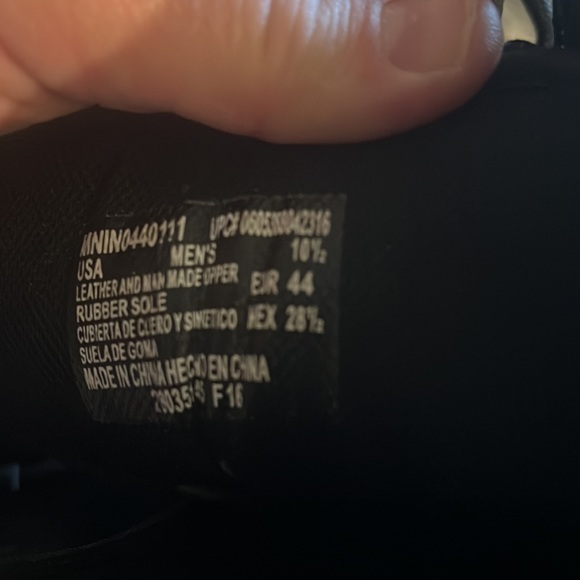 MNIN0440111 UPC#
USA MEN'S 10½
LEATHER AND MAN MADE UPPER EUR 44
RUBBER SOLE
CUBIERTA DE CUERO Y SINTETICO MEX 28½
SUELA DE GOMA
MADE IN CHINA HECHO EN CHINA
F16